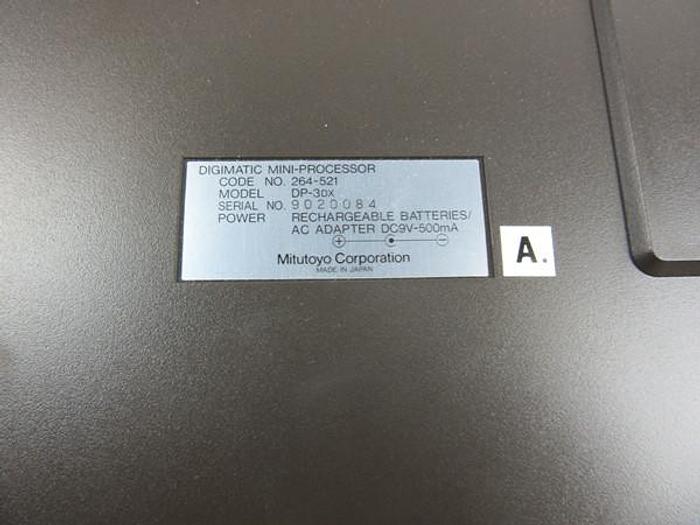 DIGIMATIC MINI-PROCESSOR
CODE NO. 264-521
MODEL DP-3DX
SERIAL NO. 9020084
POWER RECHARGEABLE BATTERIES/
AC ADAPTER DC9V-500mA
+ −
Mitutoyo Corporation
MADE IN JAPAN
A.